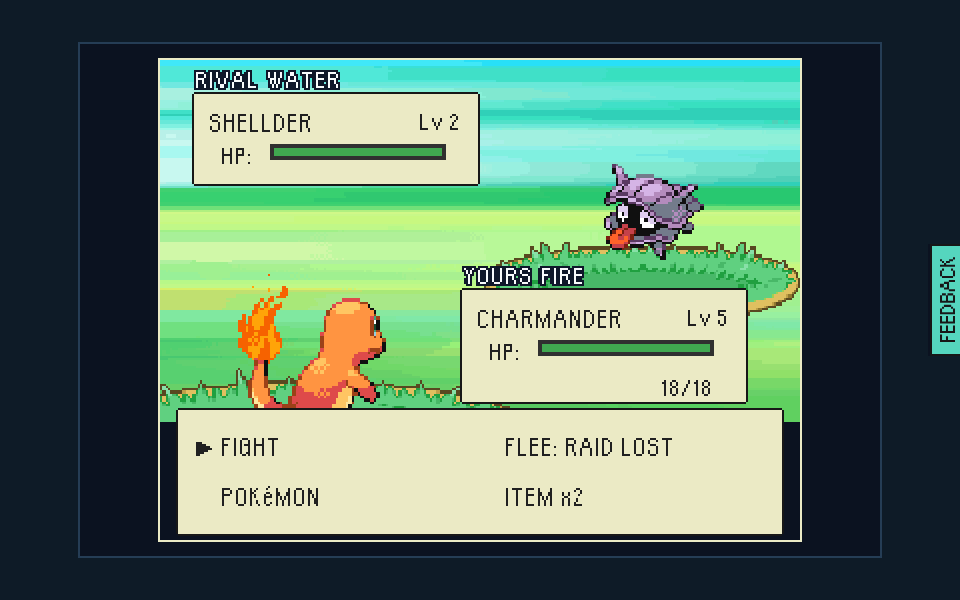 RIVAL WATER
SHELLDER Lv 2
HP:
YOURS FIRE
CHARMANDER Lv 5
HP:
18/18
▶ FIGHT FLEE: RAID LOST
POKéMON ITEM x2
FEEDBACK